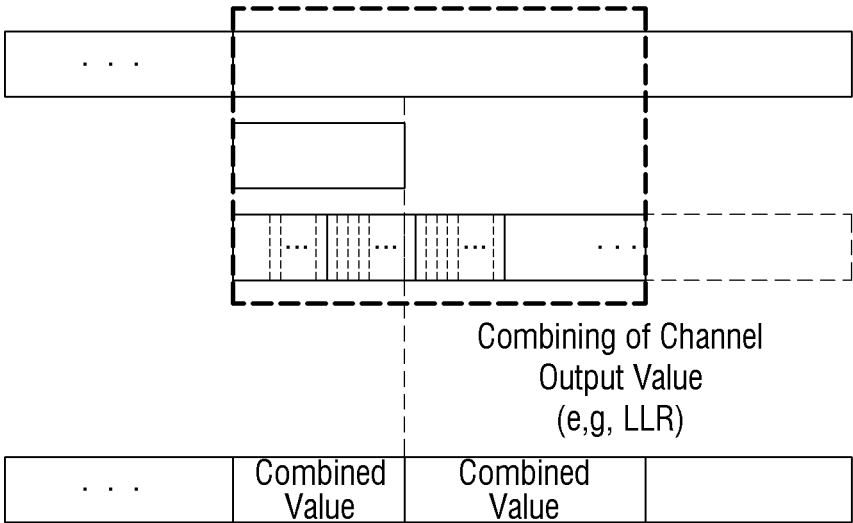 . . .
... ... ... . . .
Combining of Channel
Output Value
(e,g, LLR)
. . . Combined Combined
Value Value